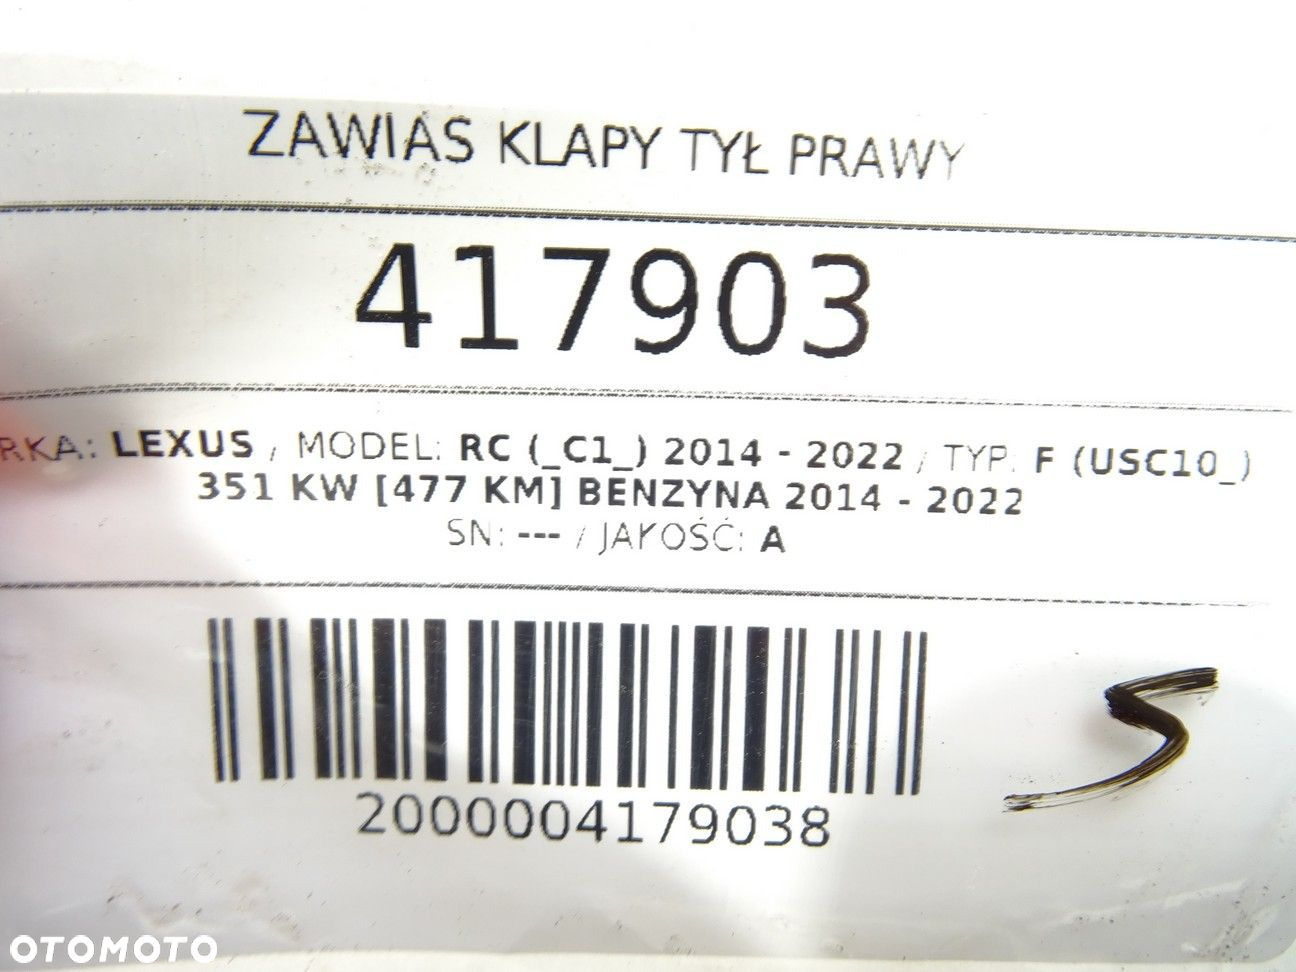 ZAWIAS KLAPY TYŁ PRAWY
417903
RKA: LEXUS / MODEL: RC (_C1_) 2014 - 2022 / TYP: F (USC10_)
351 KW [477 KM] BENZYNA 2014 - 2022
SN: --- / JAKOŚĆ: A
2000004179038
5
OTOMOTO